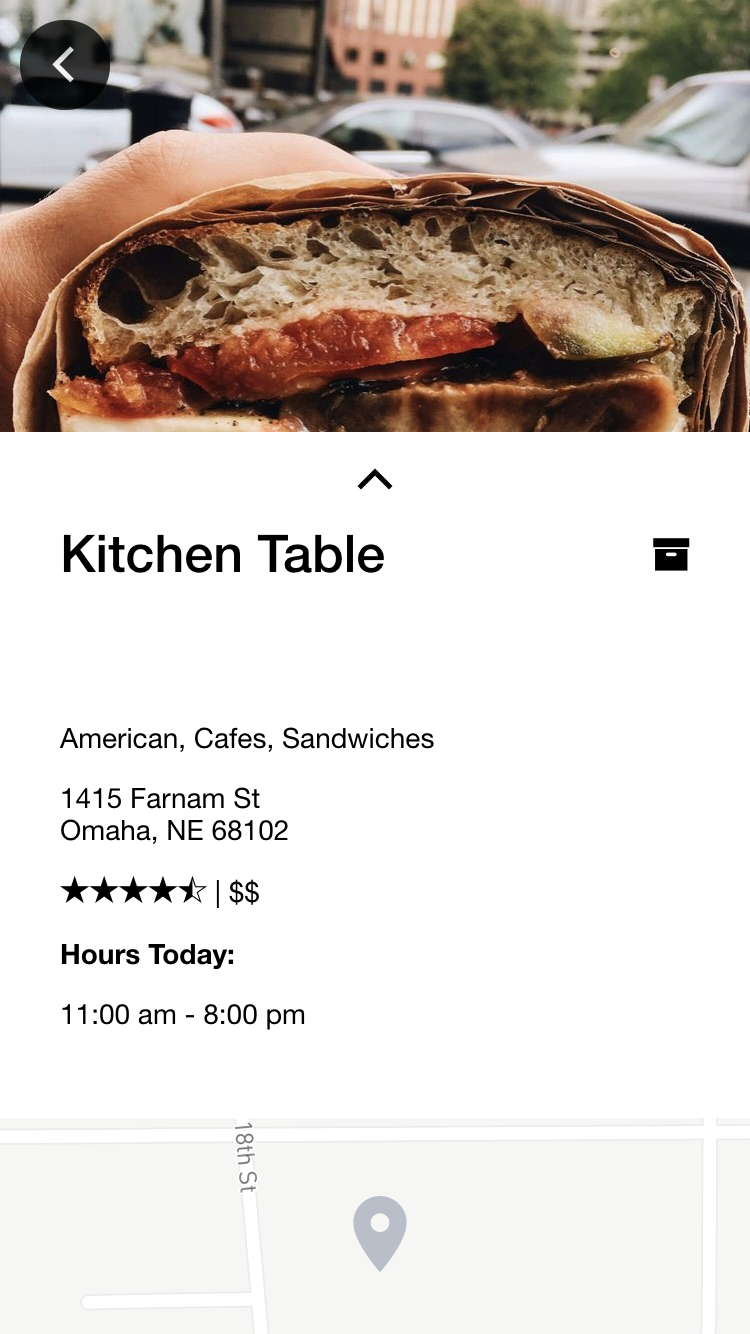 Kitchen Table
American, Cafes, Sandwiches
1415 Farnam St
Omaha, NE 68102
★★★★⯪ | $$
Hours Today:
11:00 am - 8:00 pm
18th St